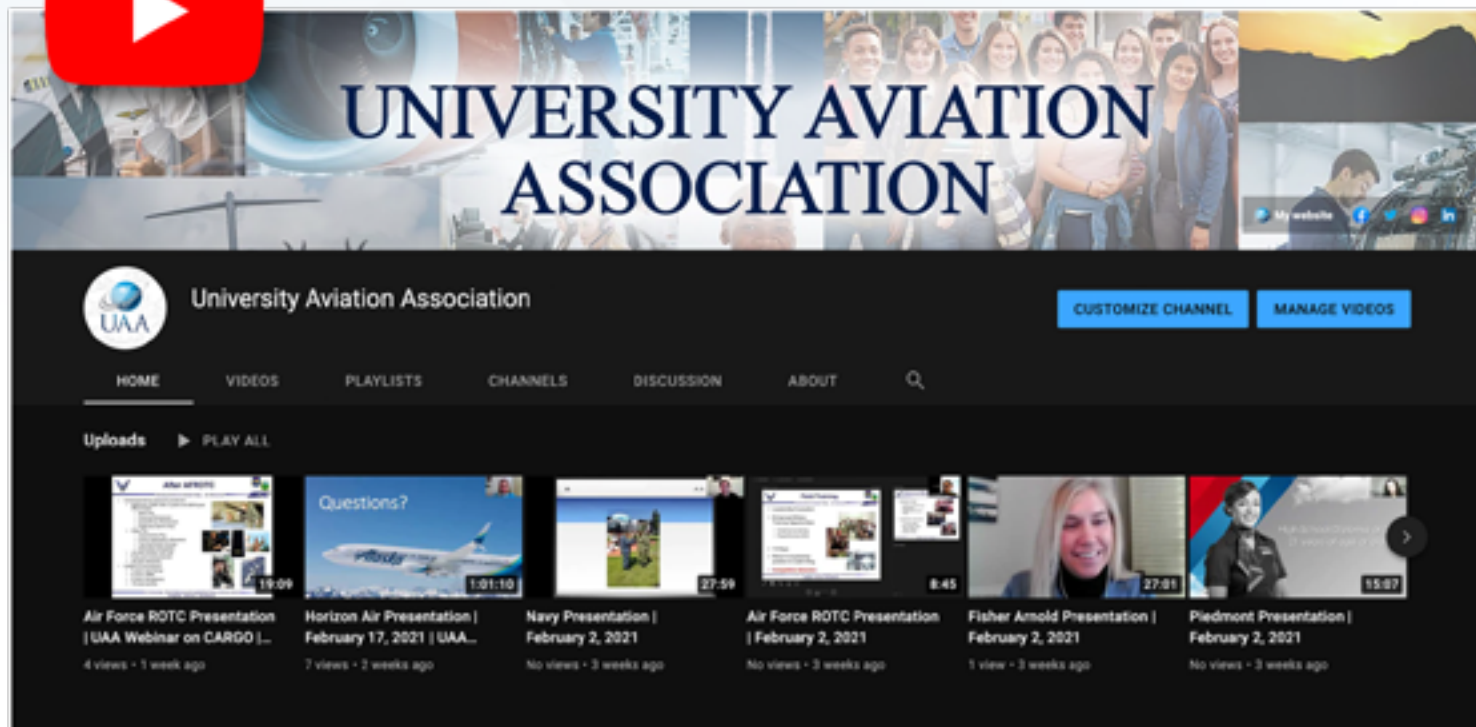 UNIVERSITY AVIATION
ASSOCIATION
My website
UAA
University Aviation Association
CUSTOMIZE CHANNEL
MANAGE VIDEOS
HOME
VIDEOS
PLAYLISTS
CHANNELS
DISCUSSION
ABOUT
Uploads
PLAY ALL
After AFROTC
19:09
Questions?
Alaska
1:01:10
27:59
Field Training
8:45
27:01
15:07
Air Force ROTC Presentation
| UAA Webinar on CARGO |...
4 views • 1 week ago
Horizon Air Presentation |
February 17, 2021 | UAA...
7 views • 2 weeks ago
Navy Presentation |
February 2, 2021
No views • 3 weeks ago
Air Force ROTC Presentation
| February 2, 2021
No views • 3 weeks ago
Fisher Arnold Presentation |
February 2, 2021
1 view • 3 weeks ago
Piedmont Presentation |
February 2, 2021
No views • 3 weeks ago